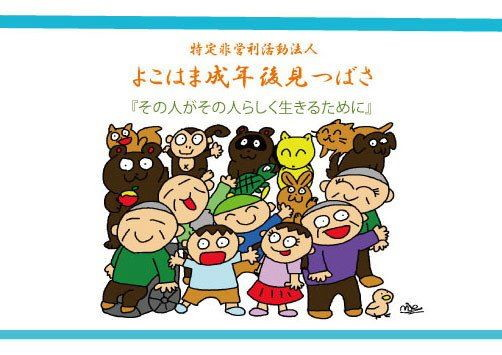 特定非営利活動法人
よこはま成年後見つばさ
『その人がその人らしく生きるために』